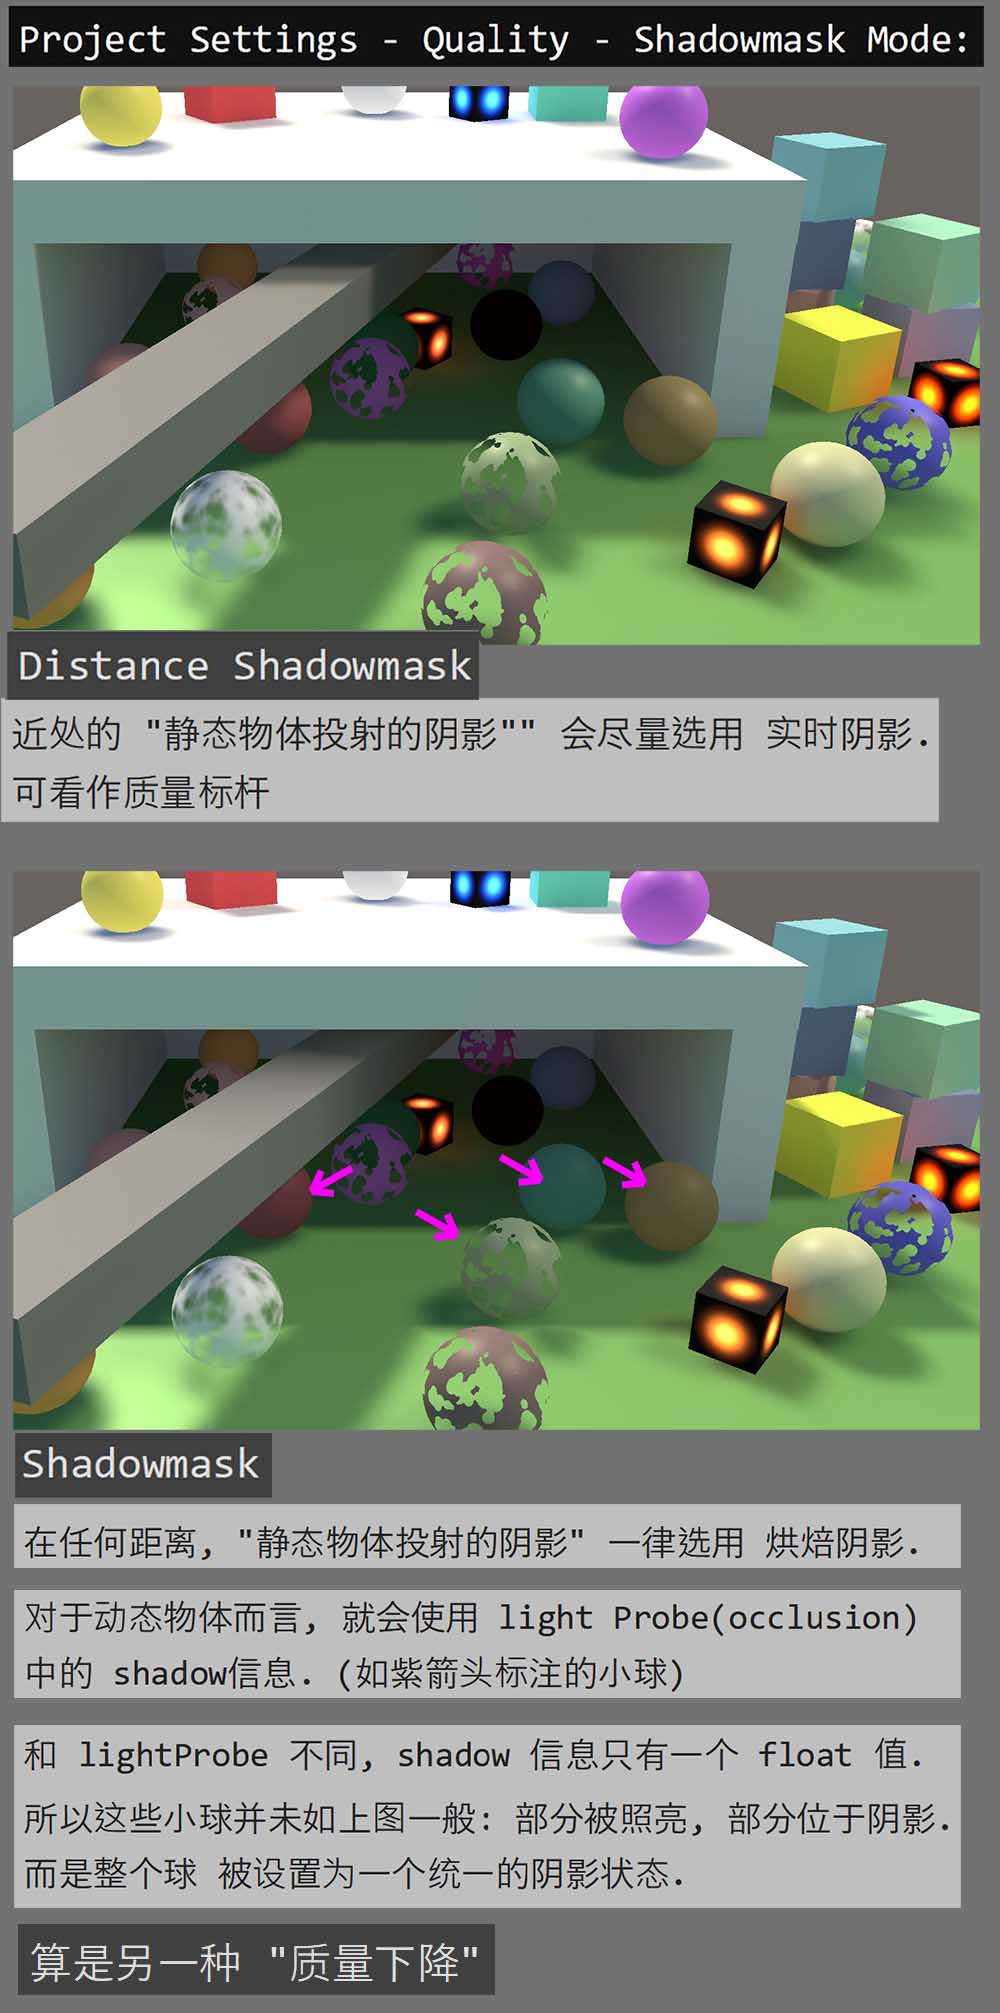 Project Settings - Quality - Shadowmask Mode:
Distance Shadowmask
近处的 "静态物体投射的阴影"" 会尽量选用 实时阴影.
可看作质量标杆
Shadowmask
在任何距离, "静态物体投射的阴影" 一律选用 烘焙阴影.
对于动态物体而言, 就会使用 light Probe(occlusion)
中的 shadow信息. (如紫箭头标注的小球)
和 lightProbe 不同, shadow 信息只有一个 float 值.
所以这些小球并未如上图一般: 部分被照亮, 部分位于阴影.
而是整个球 被设置为一个统一的阴影状态.
算是另一种 "质量下降"